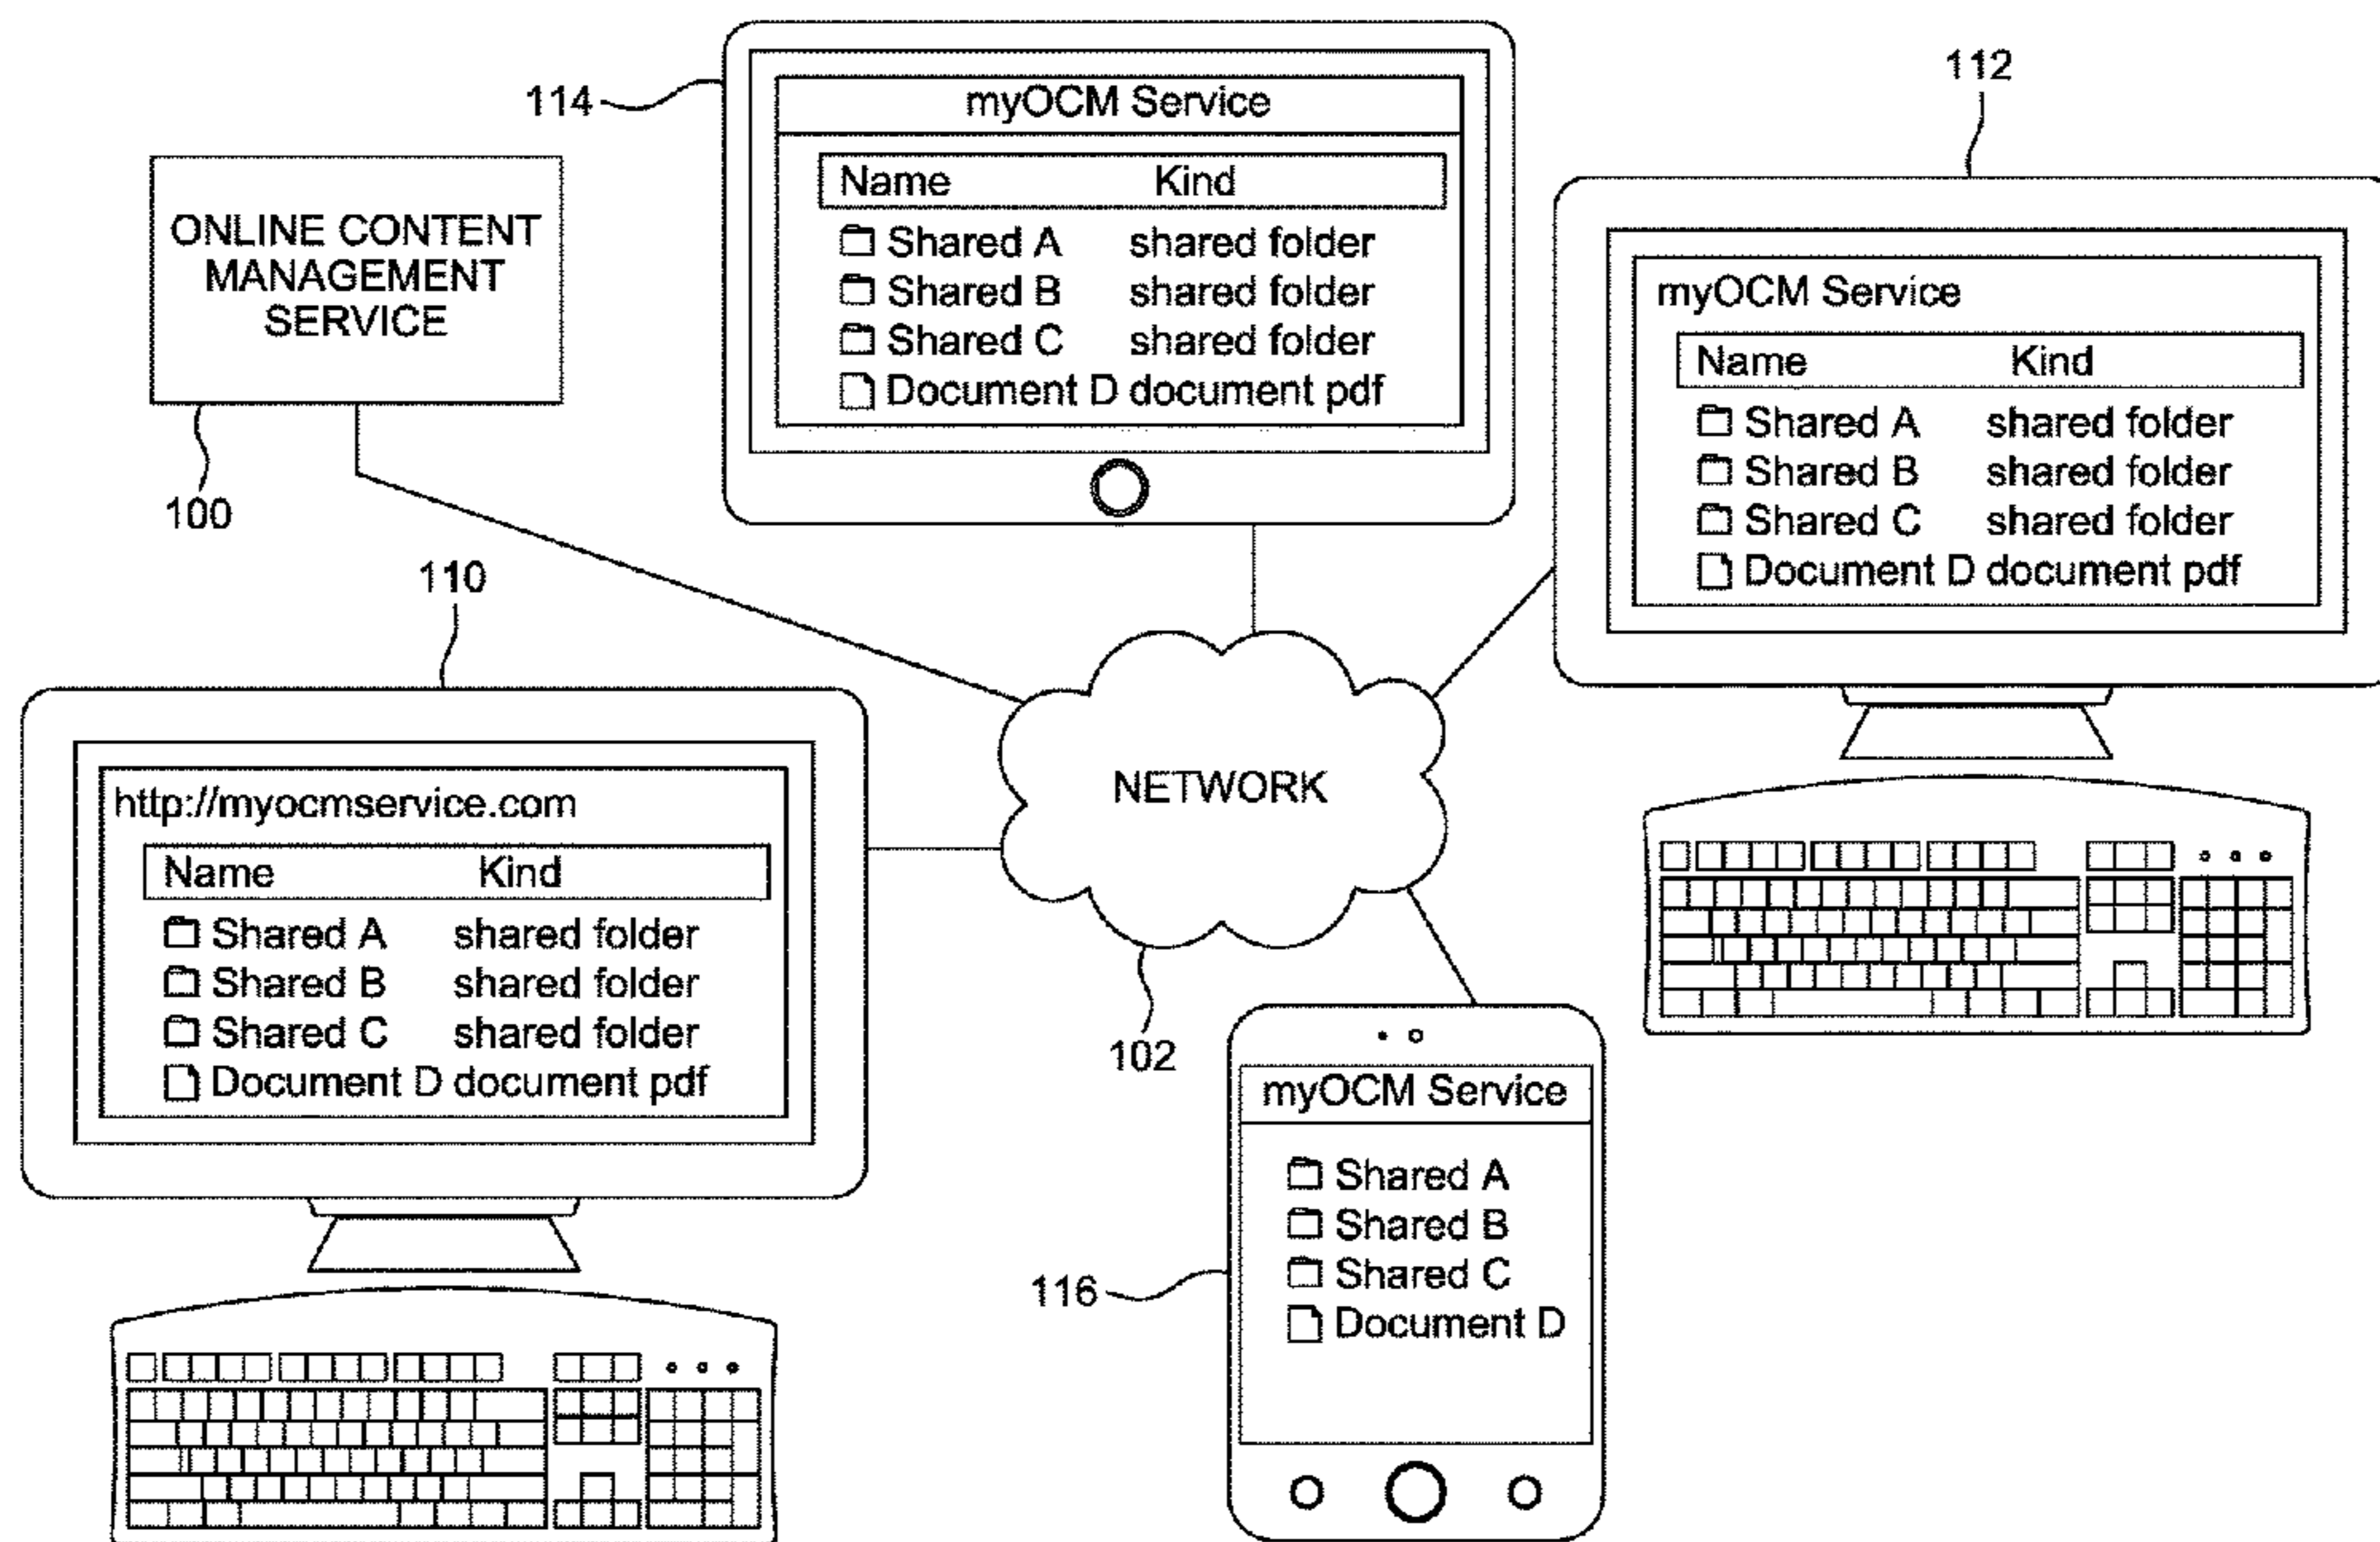 114
myOCM Service
Name Kind
Shared A shared folder
Shared B shared folder
Shared C shared folder
Document D document pdf
112
myOCM Service
Name Kind
Shared A shared folder
Shared B shared folder
Shared C shared folder
Document D document pdf
ONLINE CONTENT
MANAGEMENT
SERVICE
100
110
http://myocmservice.com
Name Kind
Shared A shared folder
Shared B shared folder
Shared C shared folder
Document D document pdf
NETWORK
102
116
myOCM Service
Shared A
Shared B
Shared C
Document D